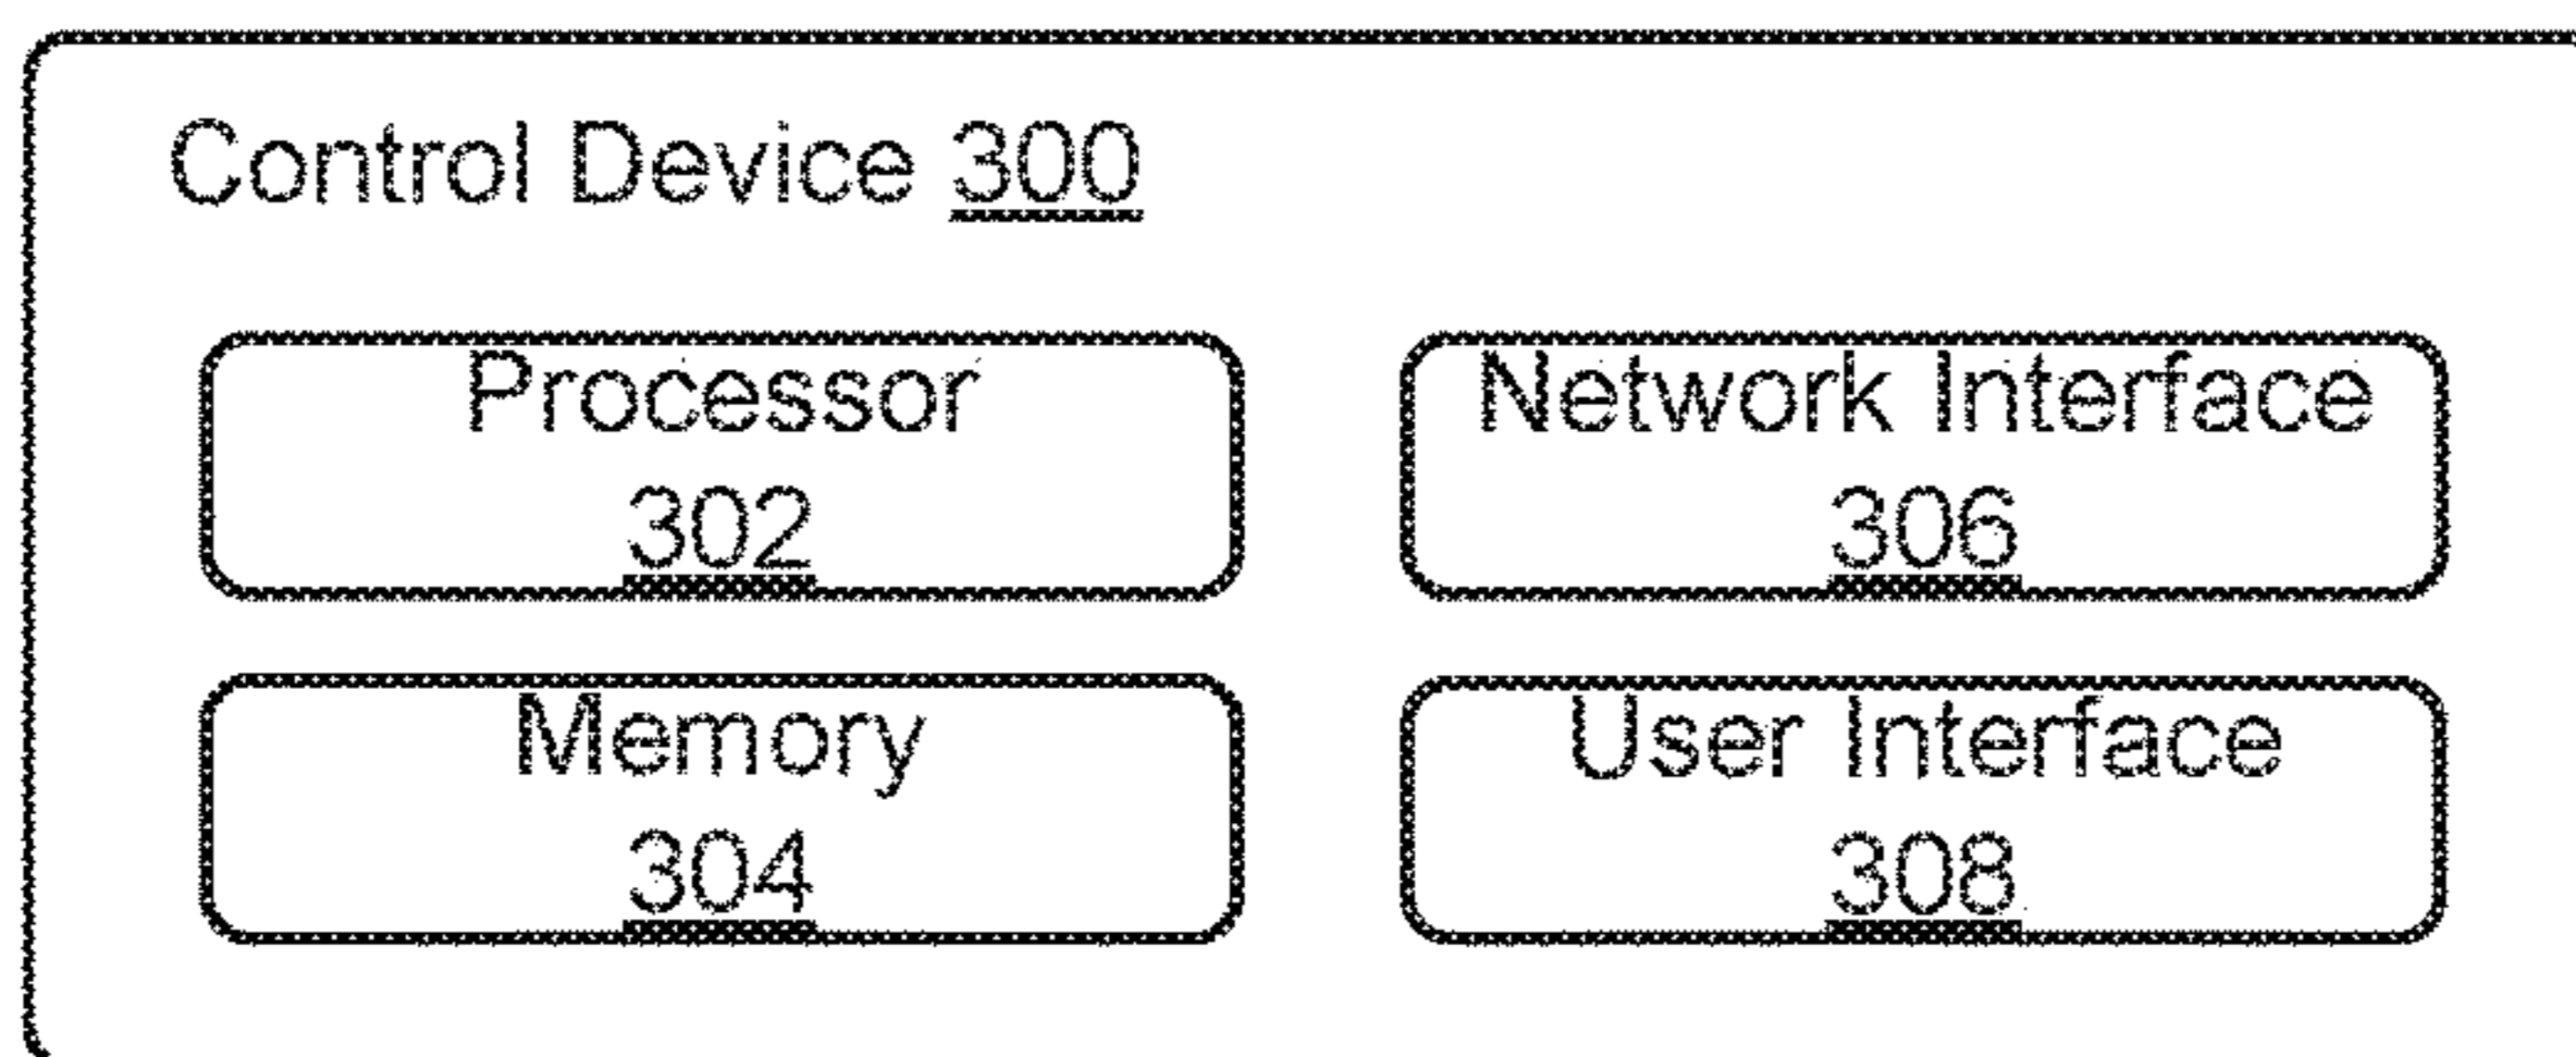 Control Device 300
Processor
302
Network Interface
306
Memory
304
User Interface
308